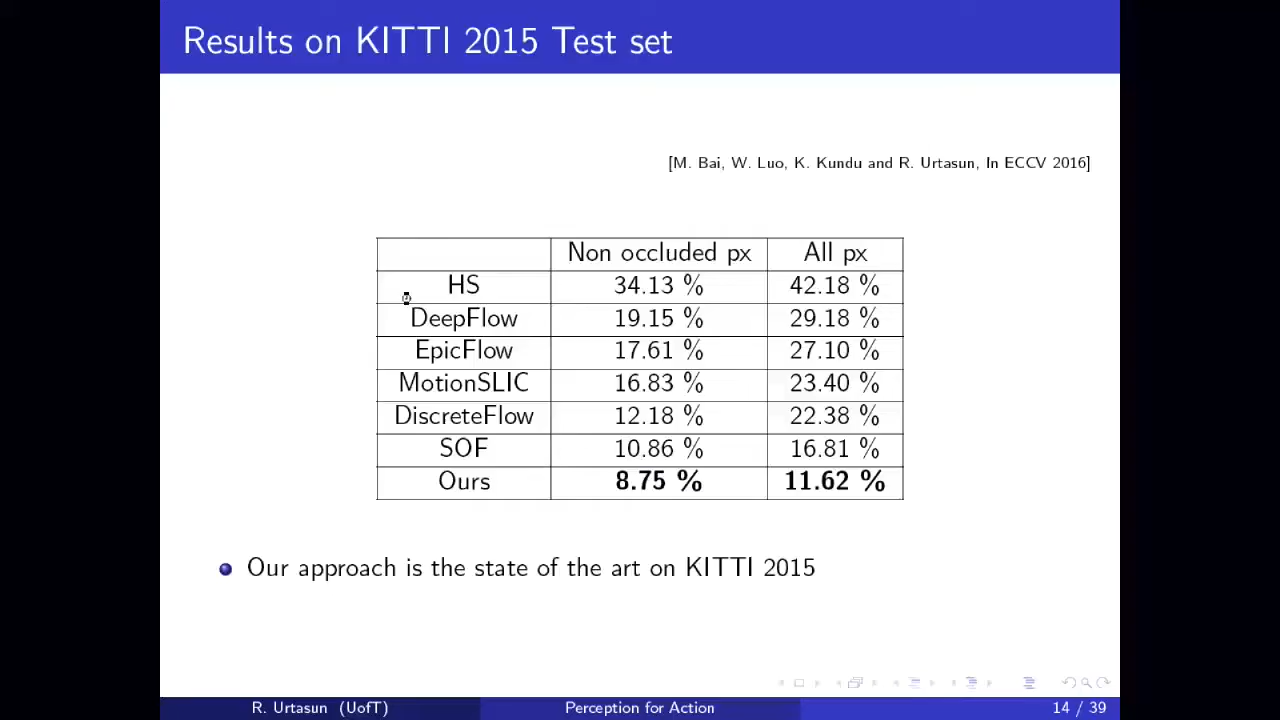 Results on KITTI 2015 Test set
[M. Bai, W. Luo, K. Kundu and R. Urtasun, In ECCV 2016]
Non occluded px All px
HS 34.13 % 42.18 %
DeepFlow 19.15 % 29.18 %
EpicFlow 17.61 % 27.10 %
MotionSLIC 16.83 % 23.40 %
DiscreteFlow 12.18 % 22.38 %
SOF 10.86 % 16.81 %
Ours 8.75 % 11.62 %
Our approach is the state of the art on KITTI 2015
R. Urtasun (UofT) Perception for Action 14 / 39